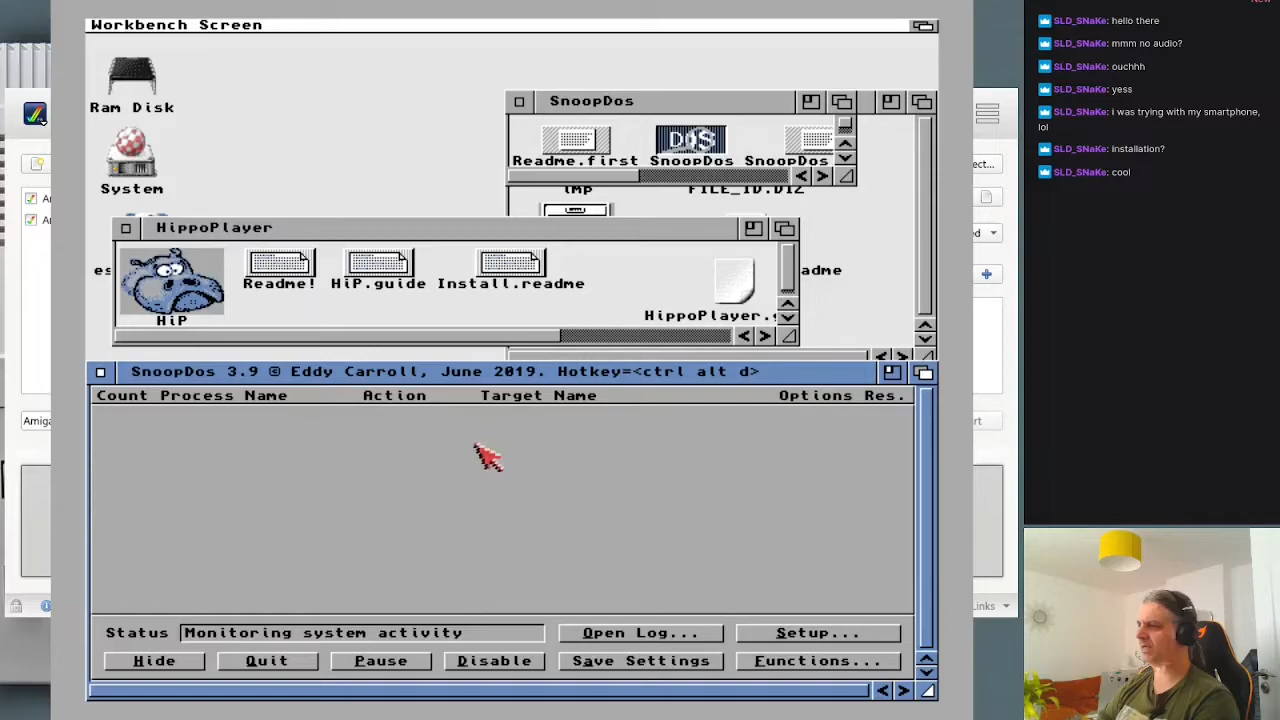 Workbench Screen
Ram Disk
System
SnoopDos
Readme.first SnoopDos SnoopDos
DOS
FILE_ID.DIZ
HippoPlayer
HiP
Readme! HiP.guide Install.readme
HippoPlayer.
SnoopDos 3.9 © Eddy Carroll, June 2019. Hotkey=<ctrl alt d>
Count Process Name Action Target Name Options Res.
Status Monitoring system activity Open Log... Setup...
Hide Quit Pause Disable Save Settings Functions...
Links
SLD_SNaKe: hello there
SLD_SNaKe: mmm no audio?
SLD_SNaKe: ouchhh
SLD_SNaKe: yess
SLD_SNaKe: i was trying with my smartphone,
lol
SLD_SNaKe: installation?
SLD_SNaKe: cool